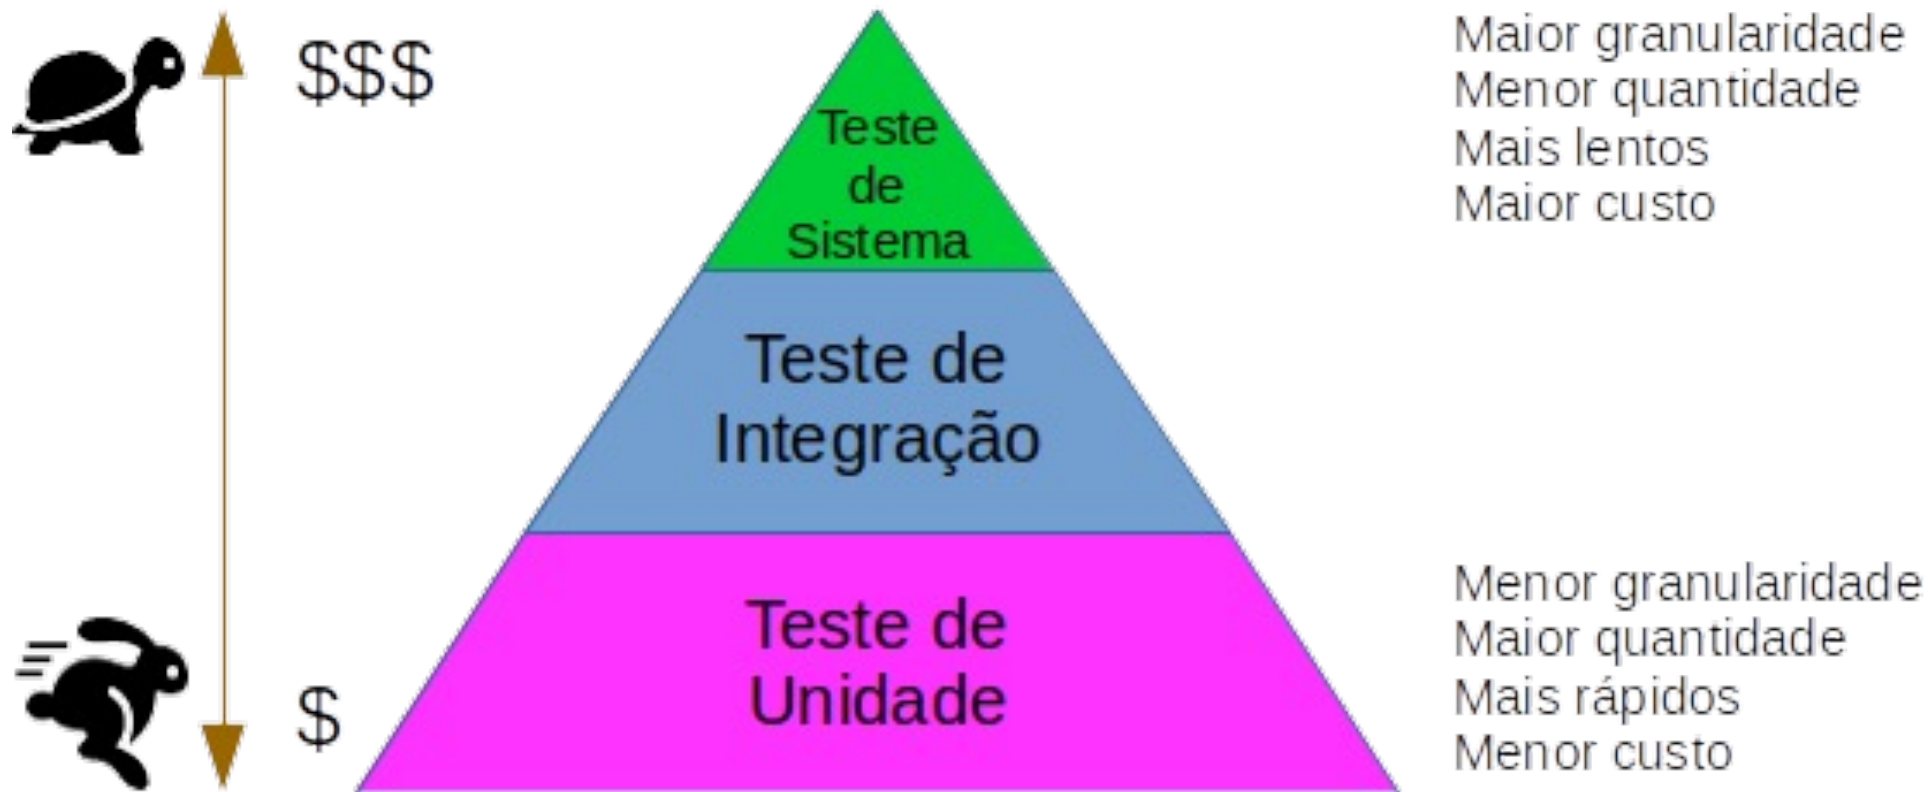 $$$
Teste
de
Sistema
Maior granularidade
Menor quantidade
Mais lentos
Maior custo
Teste de
Integração
$
Teste de
Unidade
Menor granularidade
Maior quantidade
Mais rápidos
Menor custo